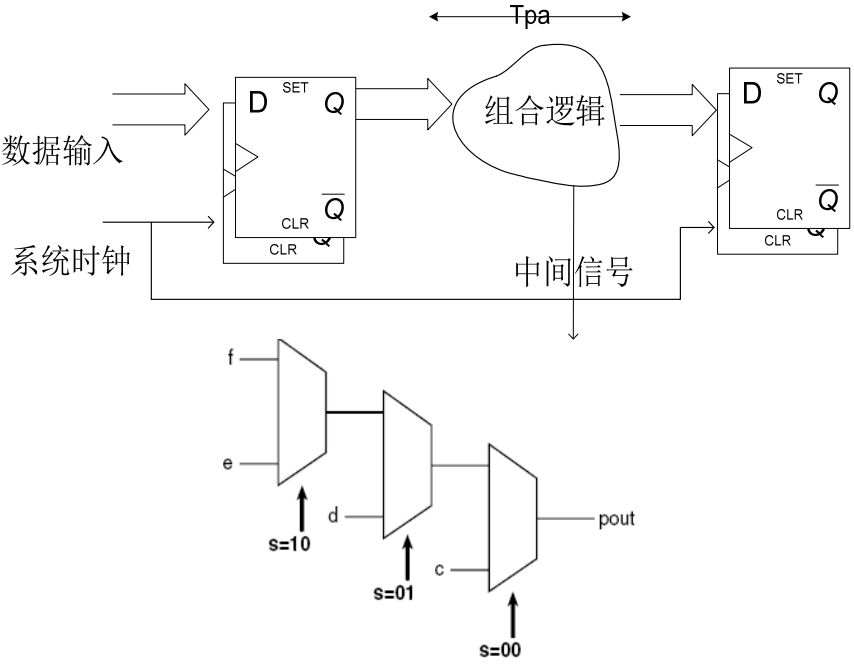 Tpa
SET
D
Q
Q
CLR
Q
CLR
组合逻辑
SET
D
Q
Q
CLR
Q
CLR
数据输入
系统时钟
中间信号
f
e
s=10
d
s=01
c
s=00
pout